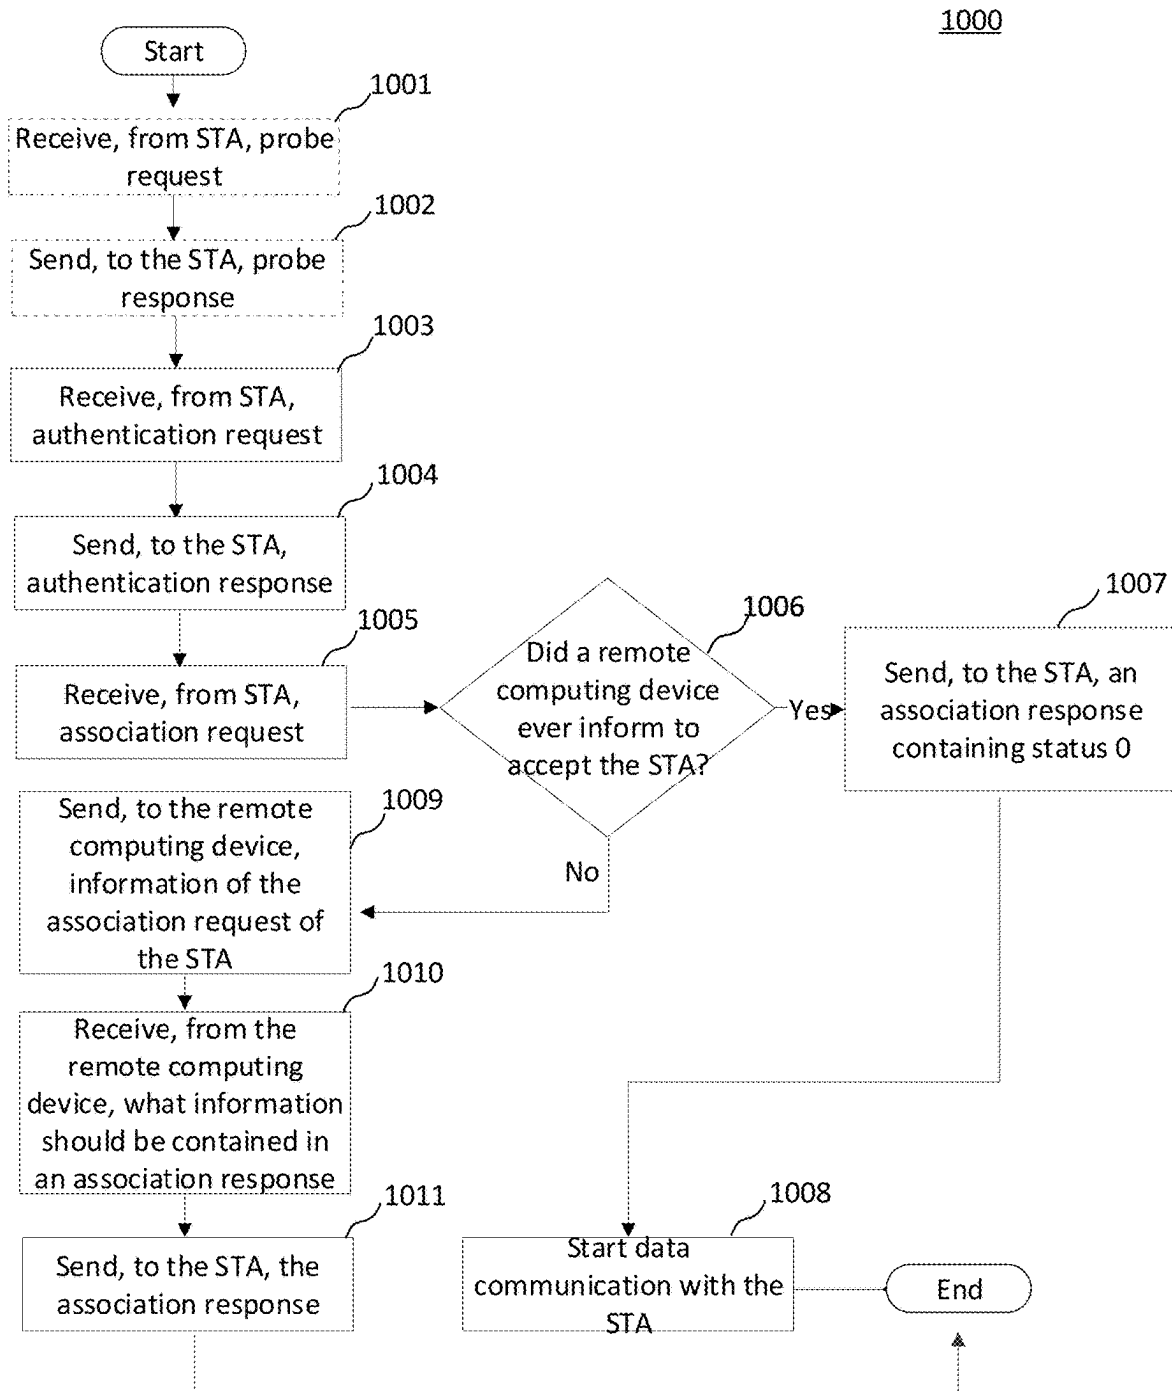 1000
Start
1001
Receive, from STA, probe
request
1002
Send, to the STA, probe
response
1003
Receive, from STA,
authentication request
1004
Send, to the STA,
authentication response
1005
Receive, from STA,
association request
1006
Did a remote
computing device
ever inform to
accept the STA?
Yes
1007
Send, to the STA, an
association response
containing status 0
No
1009
Send, to the remote
computing device,
information of the
association request of
the STA
1010
Receive, from the
remote computing
device, what information
should be contained in
an association response
1011
Send, to the STA, the
association response
1008
Start data
communication with the
STA
End